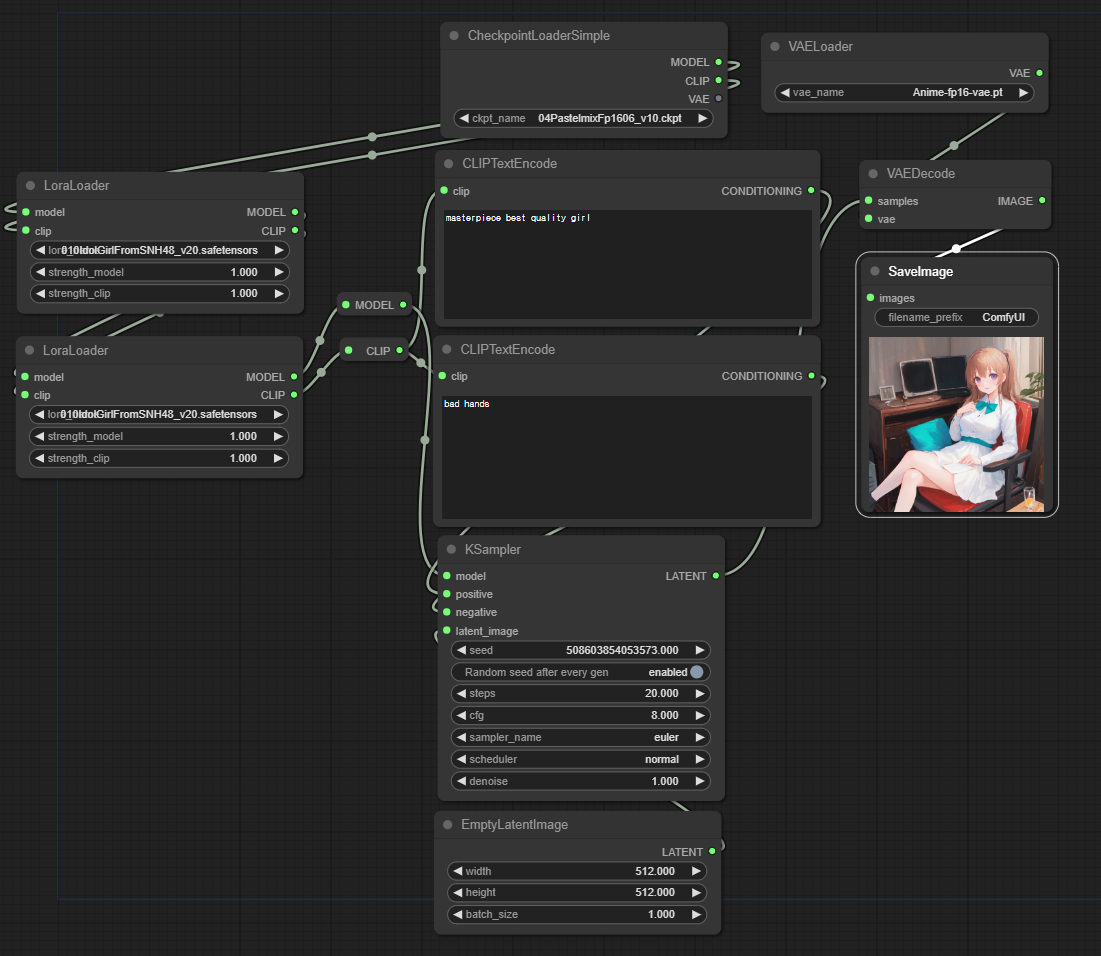 CheckpointLoaderSimple
MODEL
CLIP
VAE
ckpt_name 04PastelmixFp1606_v10.ckpt
VAELoader
VAE
vae_name Anime-fp16-vae.pt
LoraLoader
model MODEL
clip CLIP
010IdolGirlFromSNH48_v20.safetensors
strength_model 1.000
strength_clip 1.000
LoraLoader
model MODEL
clip CLIP
010IdolGirlFromSNH48_v20.safetensors
strength_model 1.000
strength_clip 1.000
MODEL
CLIP
CLIPTextEncode
clip CONDITIONING
masterpiece best quality girl
CLIPTextEncode
clip CONDITIONING
bad hands
VAEDecode
samples IMAGE
vae
SaveImage
images
filename_prefix ComfyUI
KSampler
model LATENT
positive
negative
latent_image
seed 508603854053573.000
Random seed after every gen enabled
steps 20.000
cfg 8.000
sampler_name euler
scheduler normal
denoise 1.000
EmptyLatentImage
LATENT
width 512.000
height 512.000
batch_size 1.000